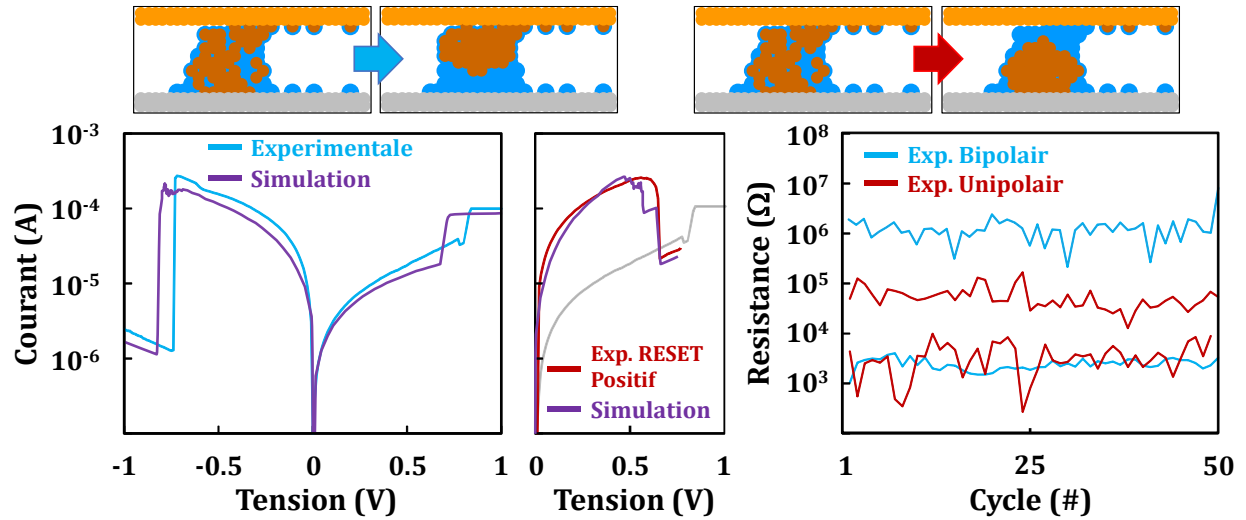 10⁻³
10⁻⁴
10⁻⁵
10⁻⁶
Courant (A)
Experimentale
Simulation
-1
-0.5
0
0.5
1
Tension (V)
Exp. RESET
Positif
Simulation
0
0.5
1
Tension (V)
10⁸
10⁷
10⁶
10⁵
10⁴
10³
Resistance (Ω)
Exp. Bipolair
Exp. Unipolair
1
25
50
Cycle (#)